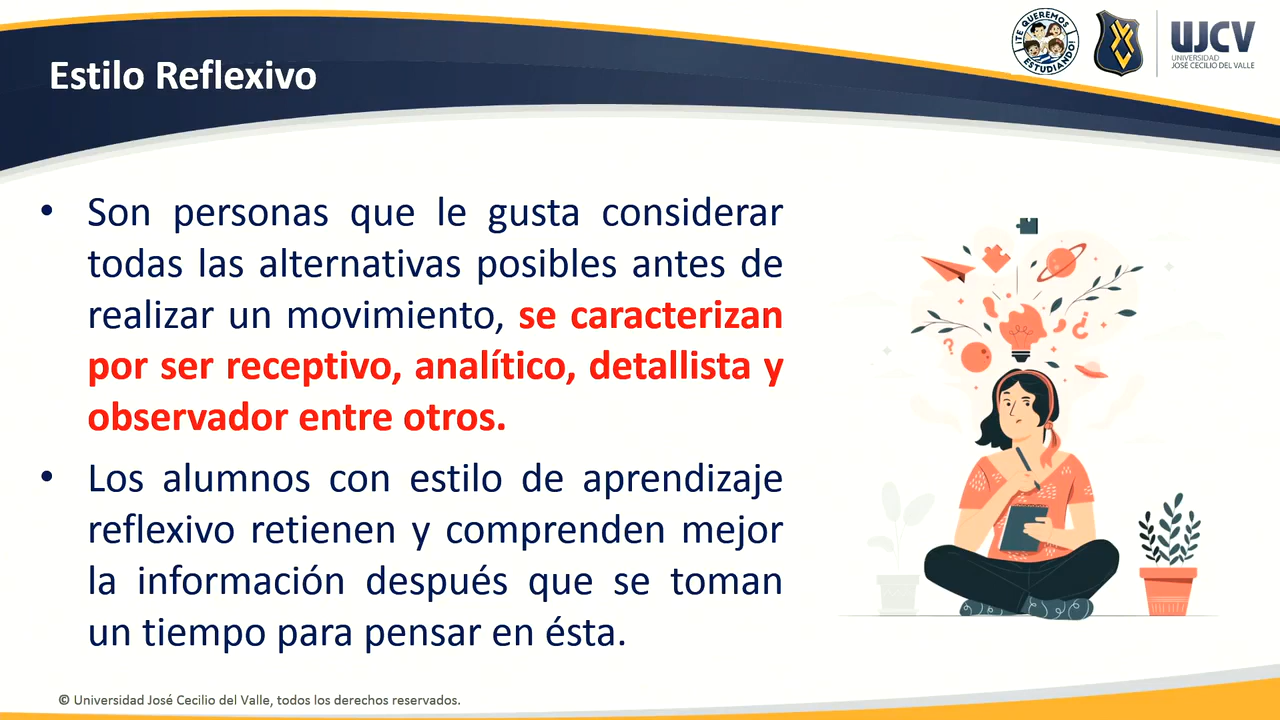 ¡TE QUEREMOS
ESTUDIANDO!
UJCV
UNIVERSIDAD
JOSÉ CECILIO DEL VALLE
Estilo Reflexivo
• Son personas que le gusta considerar
todas las alternativas posibles antes de
realizar un movimiento, se caracterizan
por ser receptivo, analítico, detallista y
observador entre otros.
• Los alumnos con estilo de aprendizaje
reflexivo retienen y comprenden mejor
la información después que se toman
un tiempo para pensar en ésta.
© Universidad José Cecilio del Valle, todos los derechos reservados.